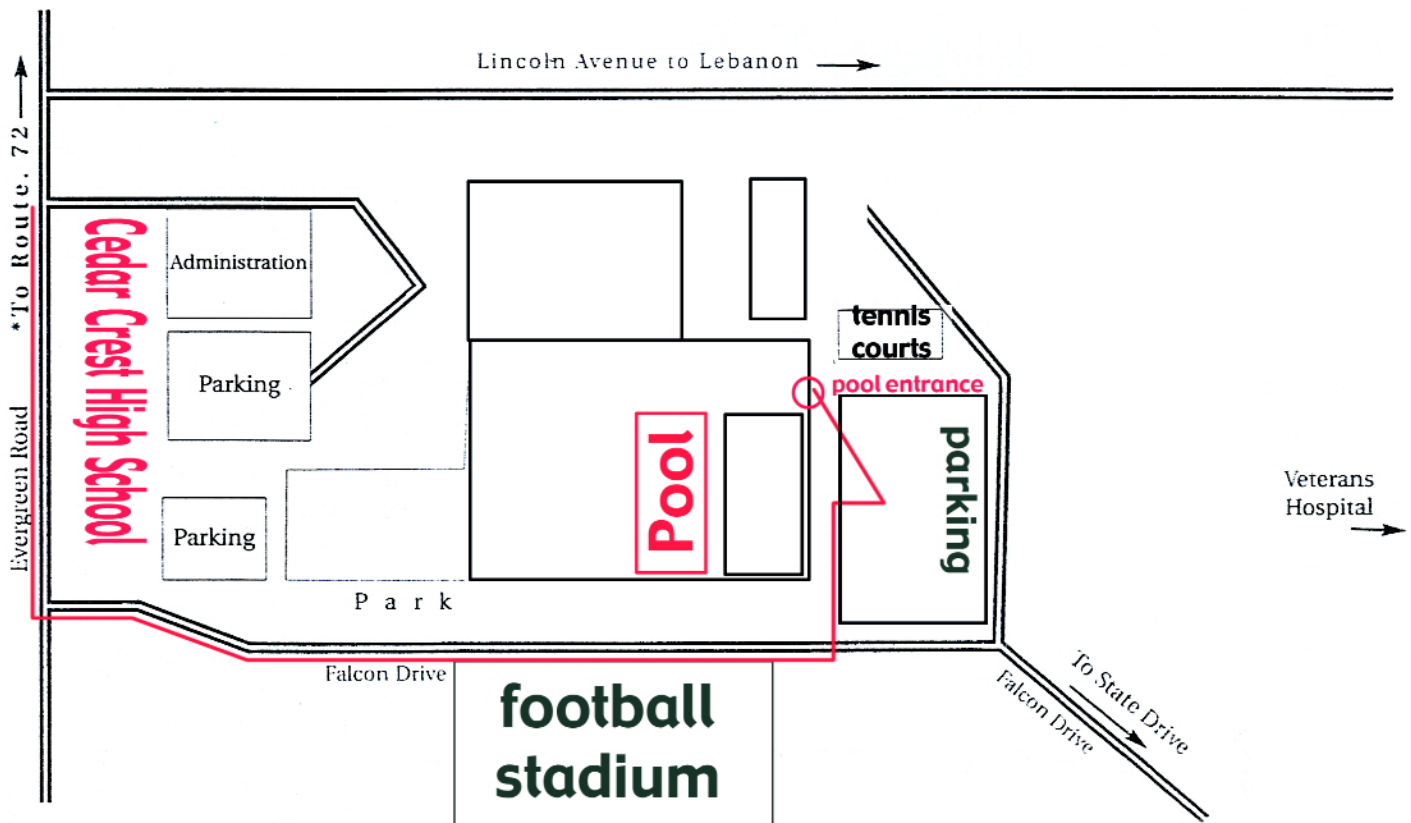 Lincoln Avenue to Lebanon
*To Route. 72
Evergreen Road
Cedar Crest High School
Administration
Parking
Parking
tennis
courts
pool entrance
Pool
parking
Veterans
Hospital
Park
Falcon Drive
football
stadium
To State Drive
Falcon Drive